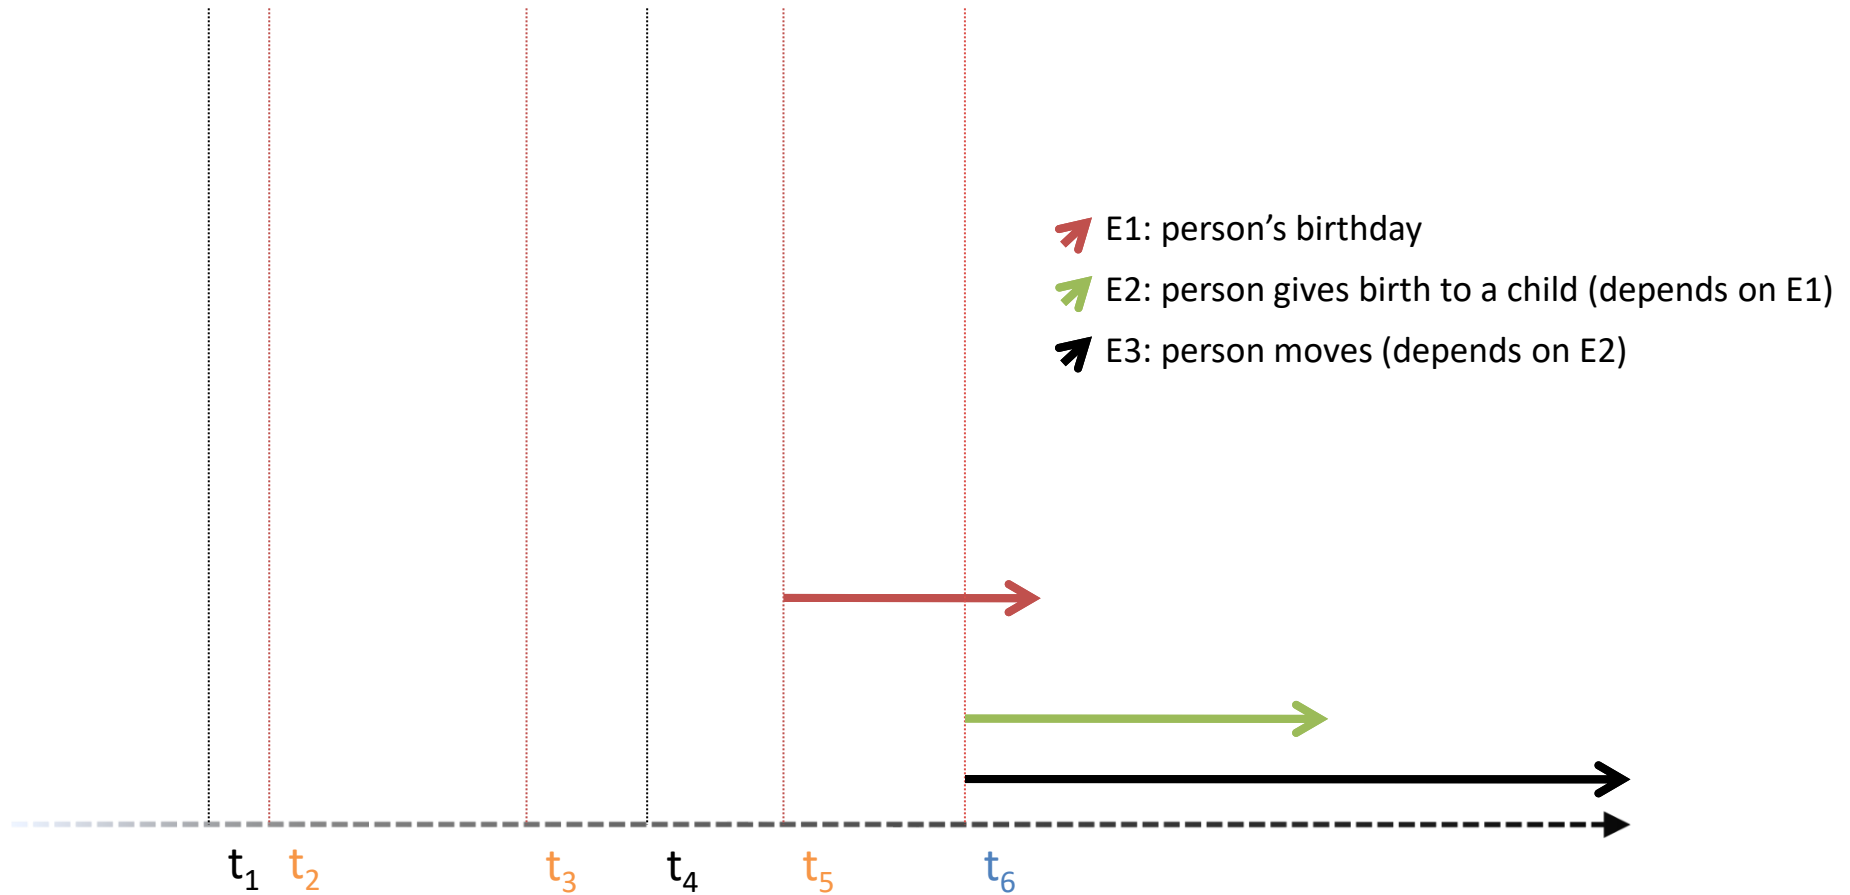 E1: person’s birthday
E2: person gives birth to a child (depends on E1)
E3: person moves (depends on E2)
t1 t2 t3 t4 t5 t6